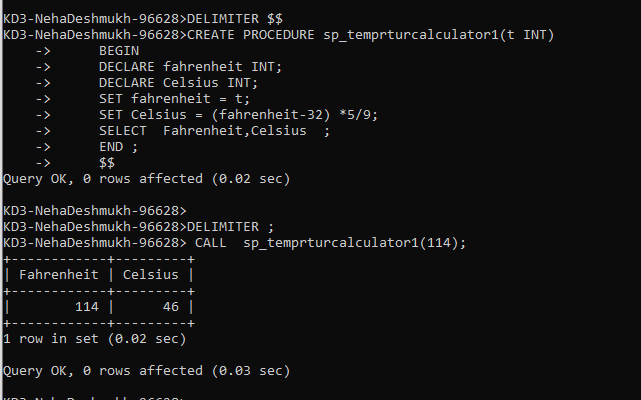 KD3-NehaDeshmukh-96628>DELIMITER $$
KD3-NehaDeshmukh-96628>CREATE PROCEDURE sp_temprturcalculator1(t INT)
    ->      BEGIN
    ->      DECLARE fahrenheit INT;
    ->      DECLARE Celsius INT;
    ->      SET fahrenheit = t;
    ->      SET Celsius = (fahrenheit-32) *5/9;
    ->      SELECT  Fahrenheit,Celsius  ;
    ->      END ;
    ->      $$
Query OK, 0 rows affected (0.02 sec)
KD3-NehaDeshmukh-96628>
KD3-NehaDeshmukh-96628>DELIMITER ;
KD3-NehaDeshmukh-96628> CALL  sp_temprturcalculator1(114);
+------------+---------+
| Fahrenheit | Celsius |
+------------+---------+
|        114 |      46 |
+------------+---------+
1 row in set (0.02 sec)
Query OK, 0 rows affected (0.03 sec)
KD3-NehaDeshmukh-96628>